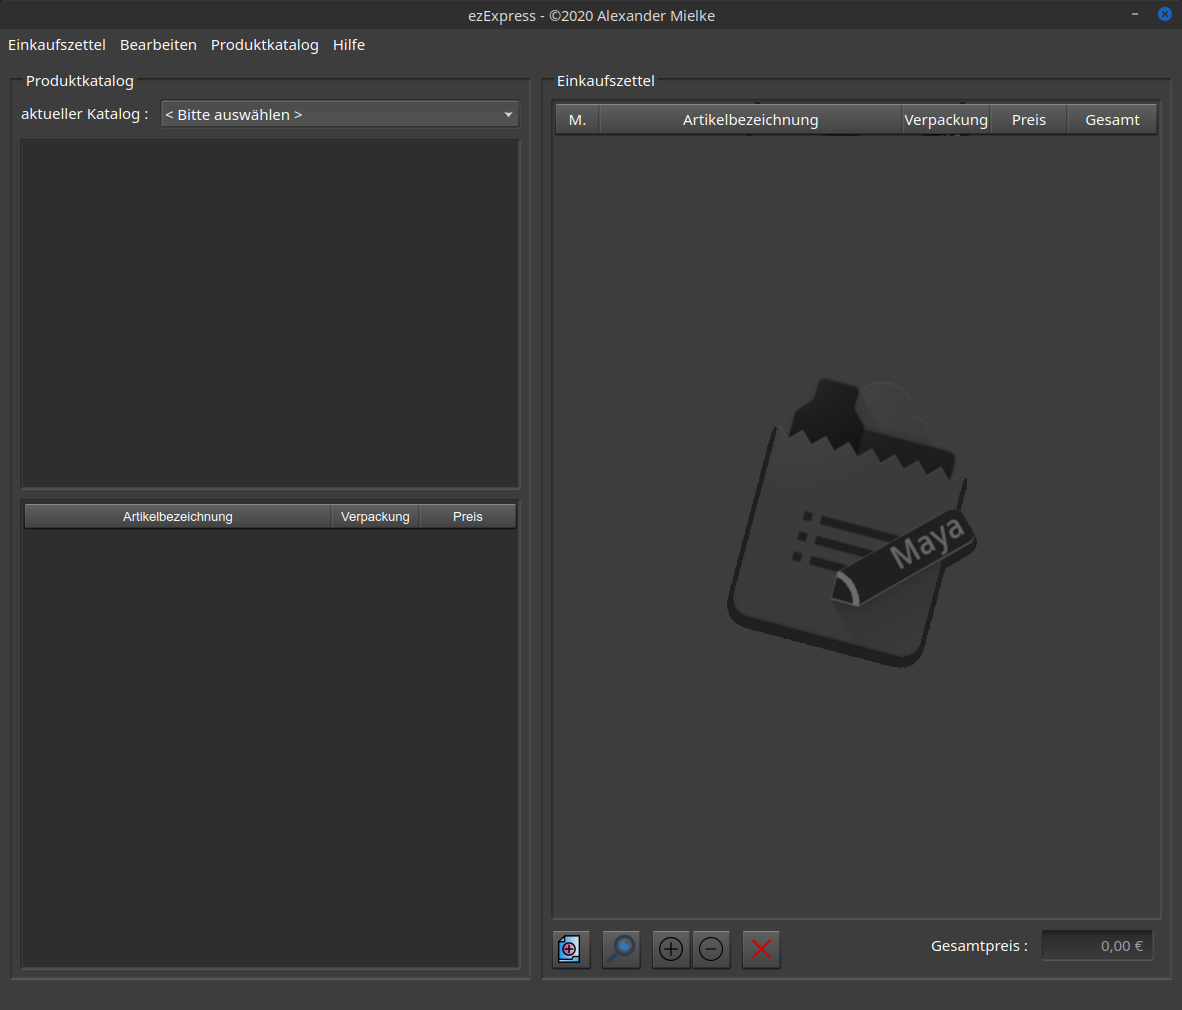 ezExpress - ©2020 Alexander Mielke
Einkaufszettel Bearbeiten Produktkatalog Hilfe
Produktkatalog
aktueller Katalog : < Bitte auswählen >
Artikelbezeichnung Verpackung Preis
Einkaufszettel
M. Artikelbezeichnung Verpackung Preis Gesamt
Maya
Gesamtpreis : 0,00 €